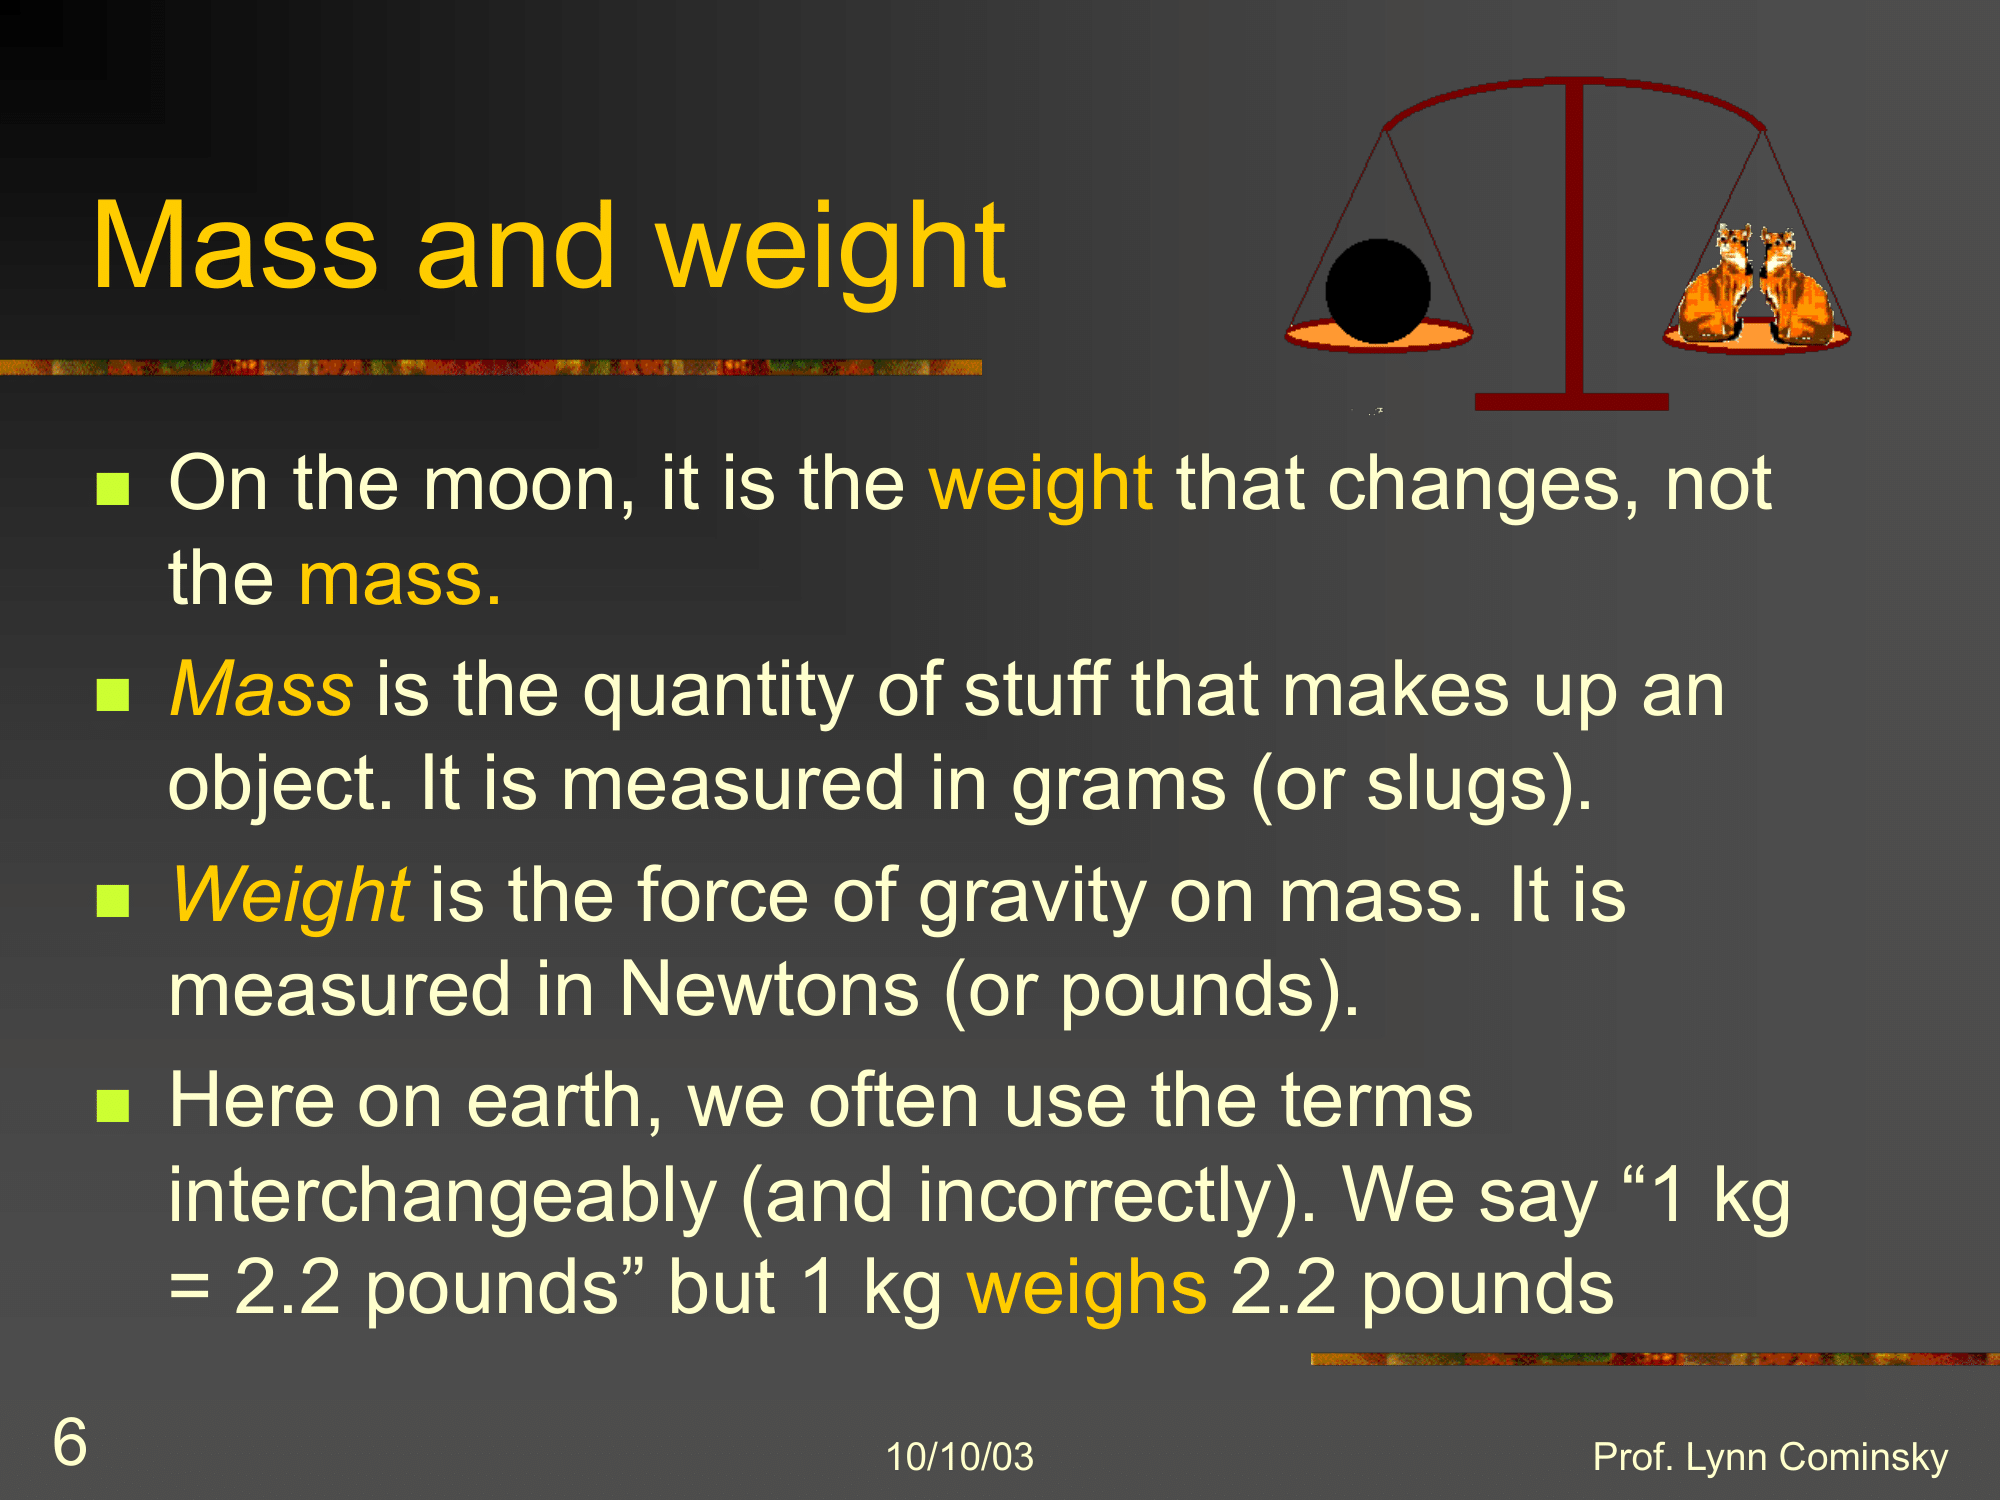 Mass and weight
On the moon, it is the weight that changes, not
the mass.
Mass is the quantity of stuff that makes up an
object. It is measured in grams (or slugs).
Weight is the force of gravity on mass. It is
measured in Newtons (or pounds).
Here on earth, we often use the terms
interchangeably (and incorrectly). We say “1 kg
= 2.2 pounds” but 1 kg weighs 2.2 pounds
6
10/10/03
Prof. Lynn Cominsky